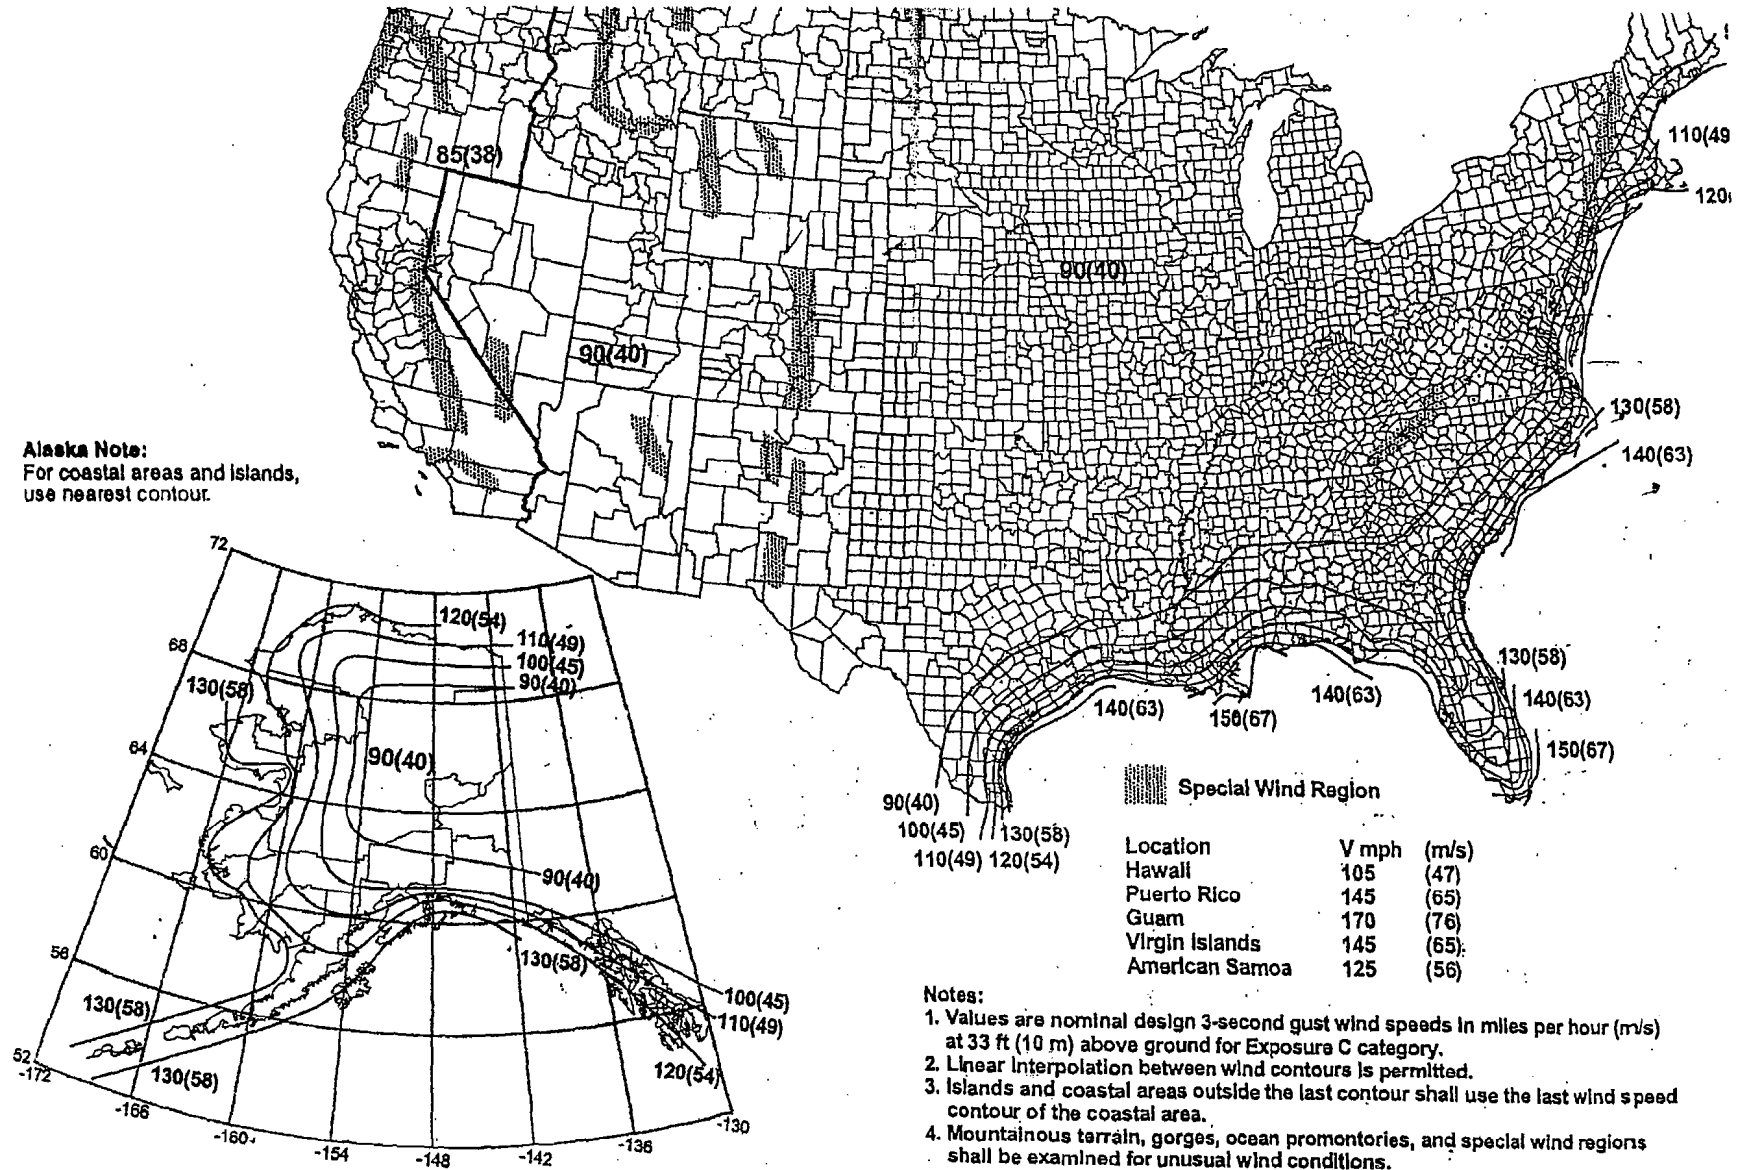 85(38)
110(49
120
90(40)
90(40)
130(58)
140(63)
Alaska Note:
For coastal areas and islands,
use nearest contour.
72
68
64
60
56
52
-172
-166
-160
-154
-148
-142
-136
-130
120(54)
110(49)
100(45)
90(40)
130(58)
90(40)
90(40)
130(58)
130(58)
130(58)
100(45)
110(49)
120(54)
130(58)
140(63)
150(67)
140(63)
150(67)
140(63)
90(40)
100(45)
130(58)
110(49) 120(54)
Special Wind Region
Location V mph (m/s)
Hawaii 105 (47)
Puerto Rico 145 (65)
Guam 170 (76)
Virgin Islands 145 (65)
American Samoa 125 (56)
Notes:
1. Values are nominal design 3-second gust wind speeds in miles per hour (m/s)
at 33 ft (10 m) above ground for Exposure C category.
2. Linear interpolation between wind contours is permitted.
3. Islands and coastal areas outside the last contour shall use the last wind speed
contour of the coastal area.
4. Mountainous terrain, gorges, ocean promontories, and special wind regions
shall be examined for unusual wind conditions.